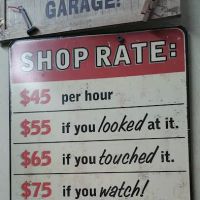 GARAGE!
SHOP RATE:
$45 per hour
$55 if you looked at it.
$65 if you touched it.
$75 if you watch!